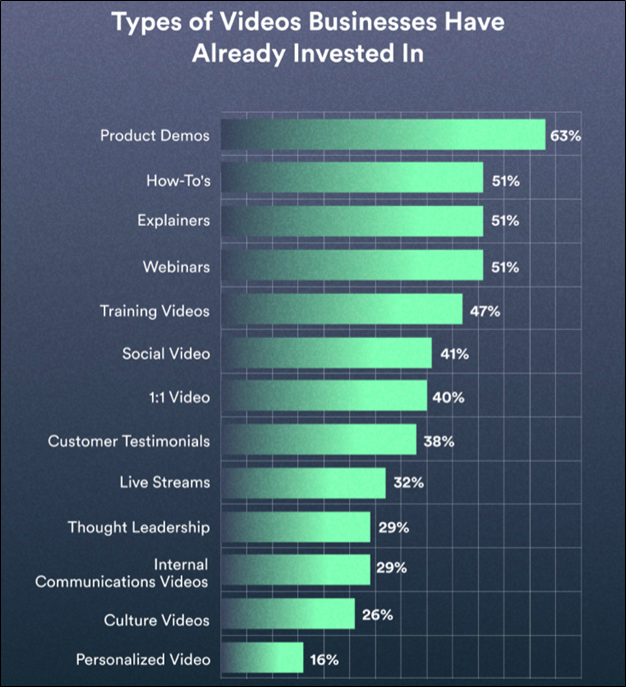 Types of Videos Businesses Have
Already Invested In
Product Demos 63%
How-To's 51%
Explainers 51%
Webinars 51%
Training Videos 47%
Social Video 41%
1:1 Video 40%
Customer Testimonials 38%
Live Streams 32%
Thought Leadership 29%
Internal
Communications Videos 29%
Culture Videos 26%
Personalized Video 16%